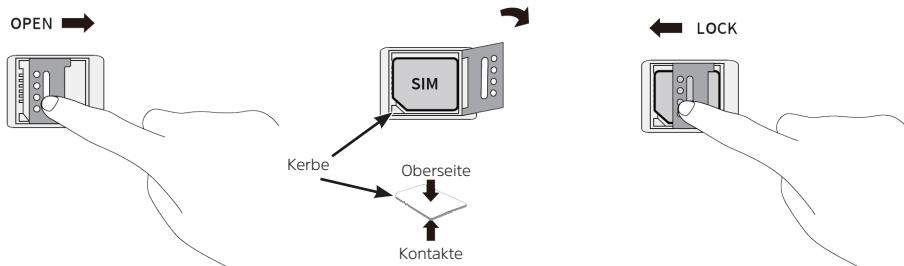 OPEN
SIM
LOCK
Kerbe
Oberseite
Kontakte